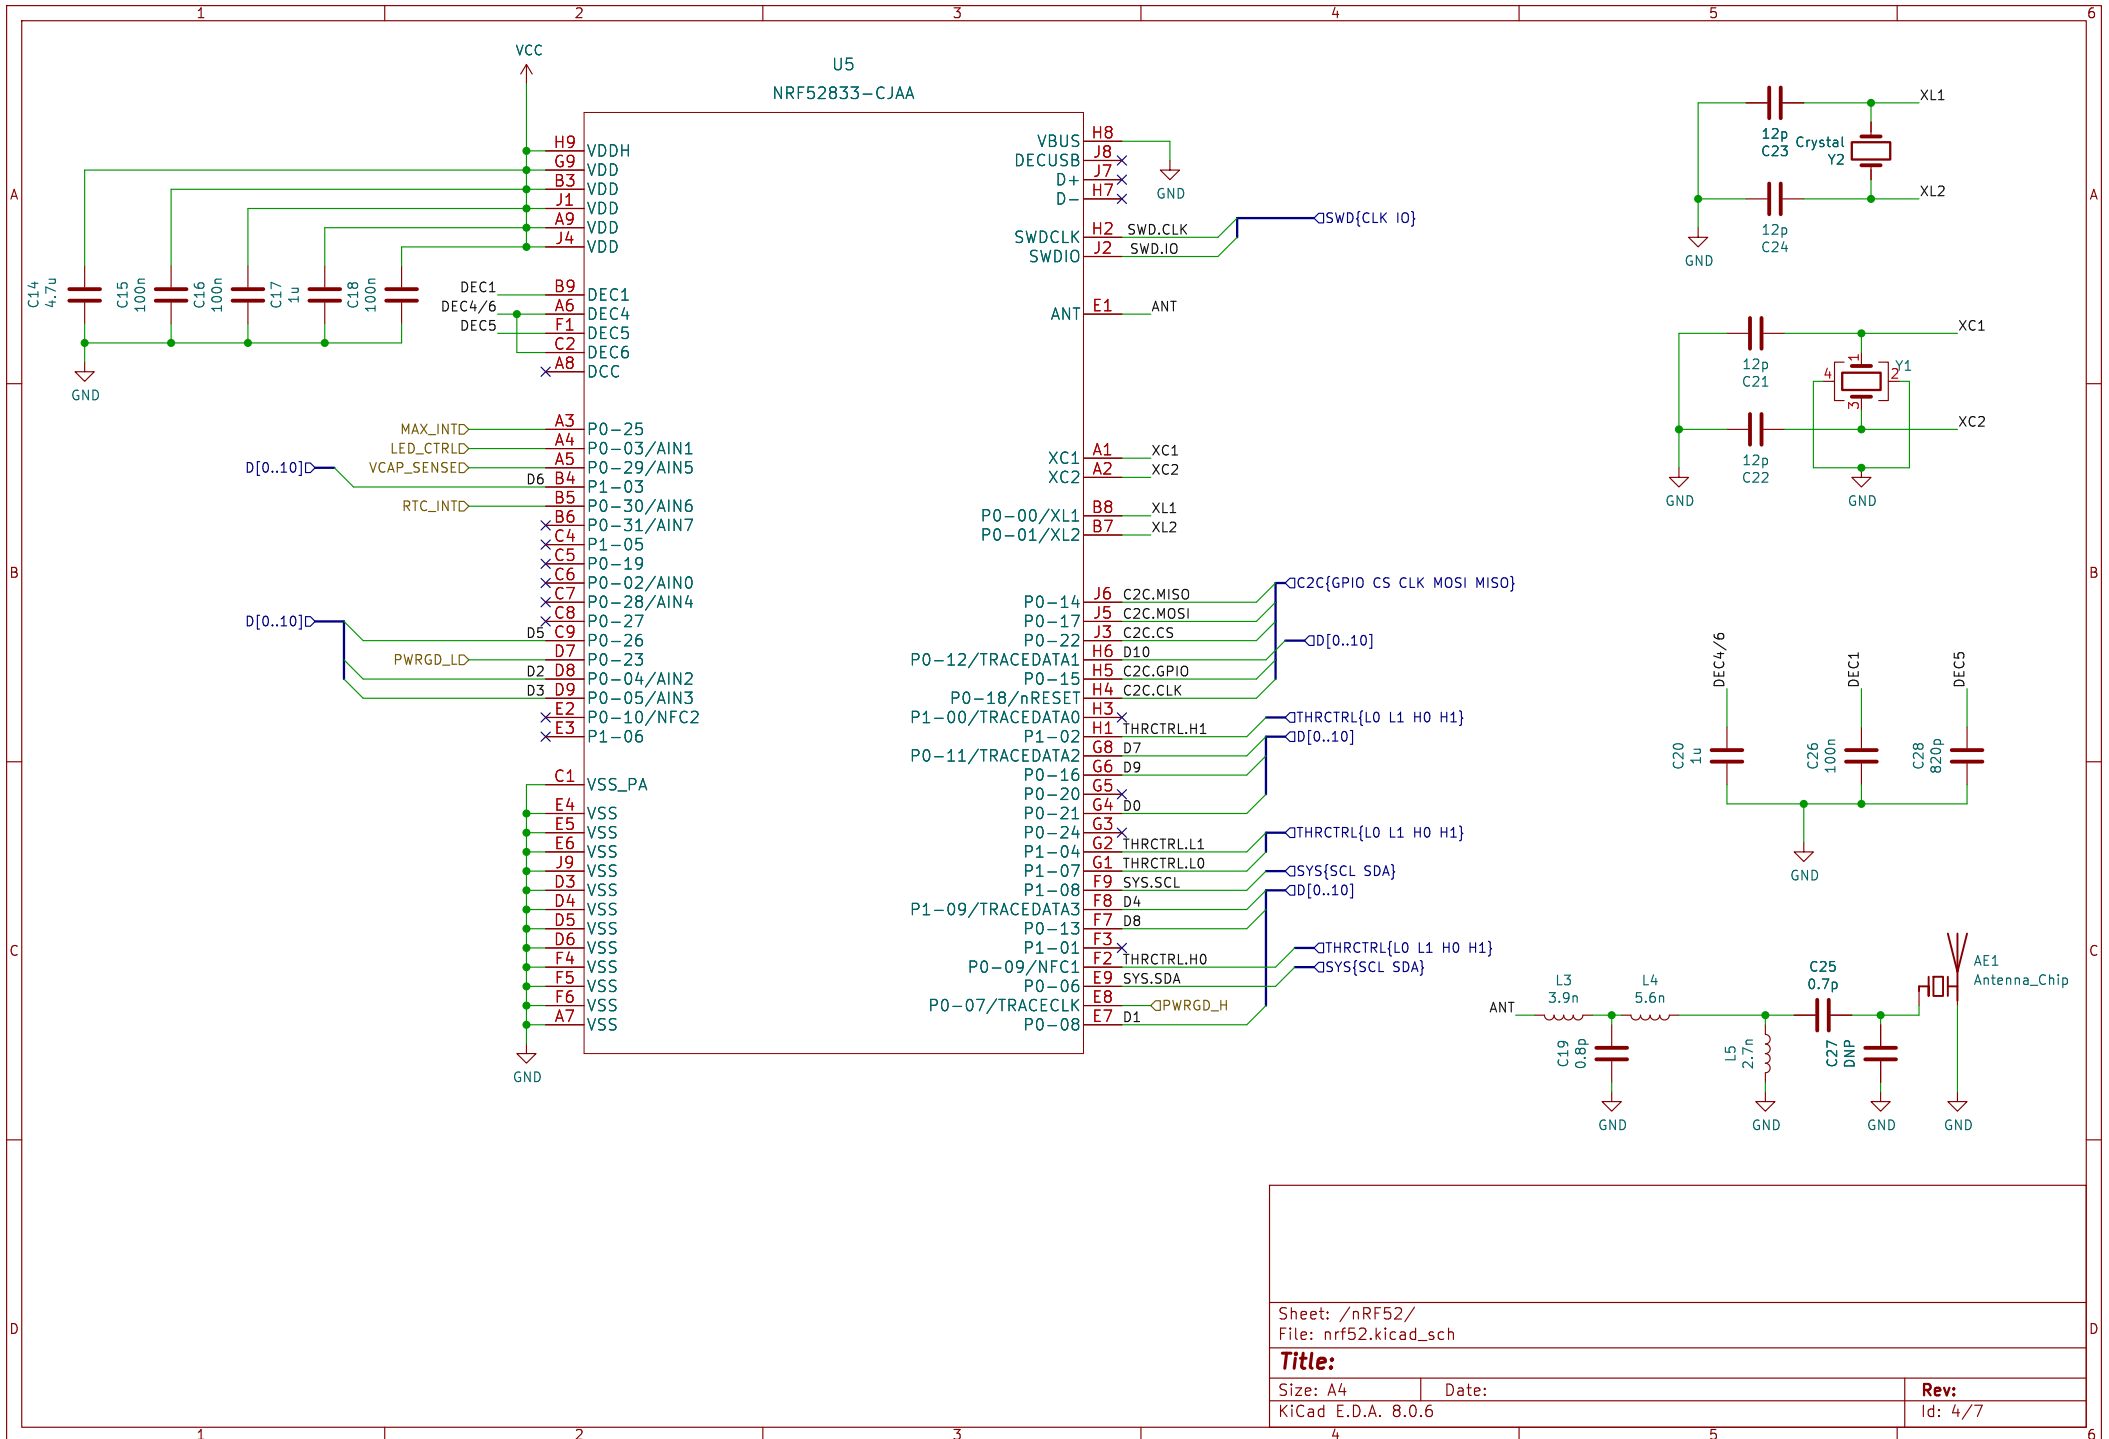 1 2 3 4 5 6
A
B
C
D
A
B
C
D
1 2 3 4 5 6
VCC
U5
NRF52833-CJAA
H9 VDDH
G9 VDD
B3 VDD
J1 VDD
A9 VDD
J4 VDD
C14
4.7u
C15
100n
C16
100n
C17
1u
C18
100n
GND
DEC1 B9 DEC1
DEC4/6 A6 DEC4
DEC5 F1 DEC5
C2 DEC6
A8 DCC
MAX_INT A3 P0-25
LED_CTRL A4 P0-03/AIN1
D[0..10] VCAP_SENSE A5 P0-29/AIN5
D6 B4 P1-03
RTC_INT B5 P0-30/AIN6
B6 P0-31/AIN7
C4 P1-05
C5 P0-19
C6 P0-02/AIN0
C7 P0-28/AIN4
D[0..10] C8 P0-27
D5 C9 P0-26
PWRGD_L D7 P0-23
D2 D8 P0-04/AIN2
D3 D9 P0-05/AIN3
E2 P0-10/NFC2
E3 P1-06
C1 VSS_PA
E4 VSS
E5 VSS
E6 VSS
J9 VSS
D3 VSS
D4 VSS
D5 VSS
D6 VSS
F4 VSS
F5 VSS
F6 VSS
A7 VSS
GND
VBUS H8
DECUSB J8
D+ J7
D- H7
GND
SWD{CLK IO}
SWDCLK H2 SWD.CLK
SWDIO J2 SWD.IO
ANT E1 ANT
XC1 A1 XC1
XC2 A2 XC2
P0-00/XL1 B8 XL1
P0-01/XL2 B7 XL2
C2C{GPIO CS CLK MOSI MISO}
P0-14 J6 C2C.MISO
P0-17 J5 C2C.MOSI
P0-22 J3 C2C.CS D[0..10]
P0-12/TRACEDATA1 H6 D10
P0-15 H5 C2C.GPIO
P0-18/nRESET H4 C2C.CLK
P1-00/TRACEDATA0 H3 THRCTRL{L0 L1 H0 H1}
P1-02 H1 THRCTRL.H1 D[0..10]
P0-11/TRACEDATA2 G8 D7
P0-16 G6 D9
P0-20 G5
P0-21 G4 D0
P0-24 G3 THRCTRL{L0 L1 H0 H1}
P1-04 G2 THRCTRL.L1
P1-07 G1 THRCTRL.L0 SYS{SCL SDA}
P1-08 F9 SYS.SCL D[0..10]
P1-09/TRACEDATA3 F8 D4
P0-13 F7 D8
P1-01 F3 THRCTRL{L0 L1 H0 H1}
P0-09/NFC1 F2 THRCTRL.H0 SYS{SCL SDA}
P0-06 E9 SYS.SDA
P0-07/TRACECLK E8 PWRGD_H
P0-08 E7 D1
XL1
12p
C23
Crystal
Y2
XL2
12p
C24
GND
XC1
12p
C21
Y1
1
4
2
3
XC2
12p
C22
GND
GND
DEC4/6
DEC1
DEC5
C20
1u
C26
100n
C28
820p
GND
ANT
L3
3.9n
L4
5.6n
C25
0.7p
AE1
Antenna_Chip
C19
0.8p
L5
2.7n
C27
DNP
GND
GND
GND
GND
Sheet: /nRF52/
File: nrf52.kicad_sch
Title:
Size: A4 Date: Rev:
KiCad E.D.A. 8.0.6 Id: 4/7